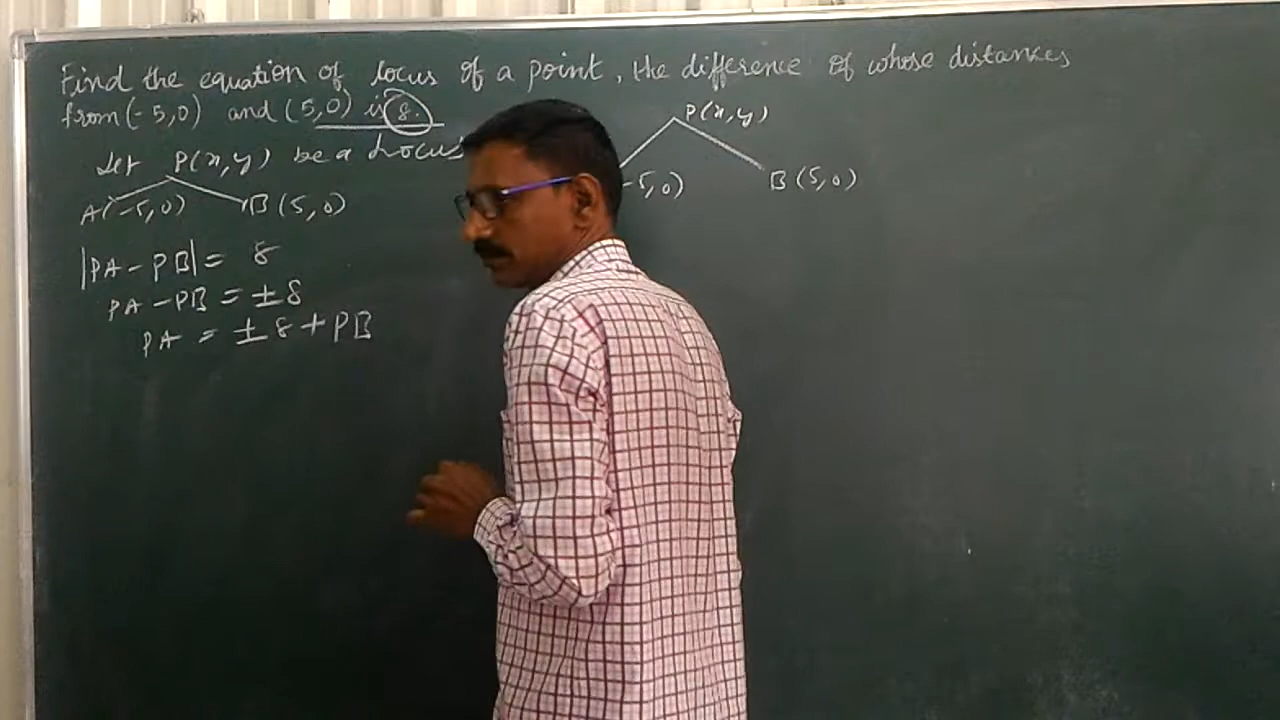 Find the equation of locus of a point, the difference of whose distances
from (-5,0) and (5,0) is 8.
Let P(x,y) be a Locus
A(-5,0) B(5,0)
|PA - PB| = 8
PA - PB = ±8
PA = ±8 + PB
P(x,y)
-5,0) B(5,0)